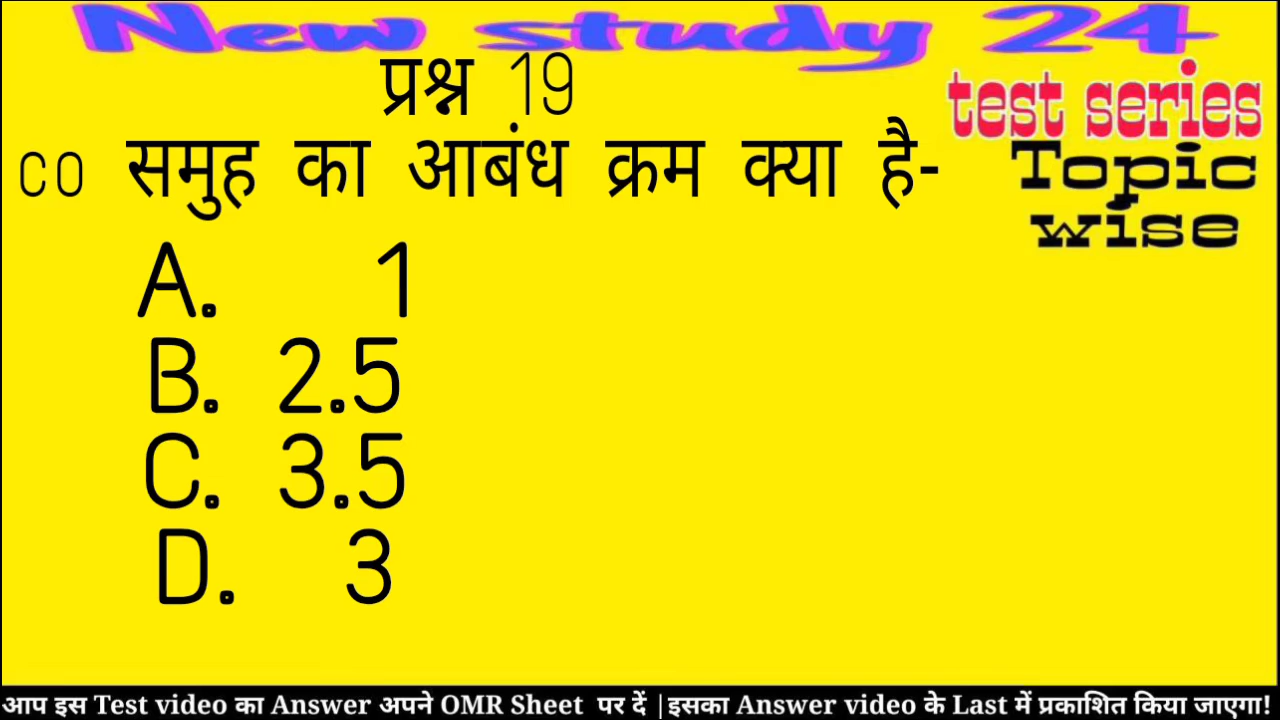 New study 24
प्रश्न 19
test series
Topic
wise
CO समुह का आबंध क्रम क्या है-
A. 1
B. 2.5
C. 3.5
D. 3
आप इस Test video का Answer अपने OMR Sheet पर दें |इसका Answer video के Last में प्रकाशित किया जाएगा!